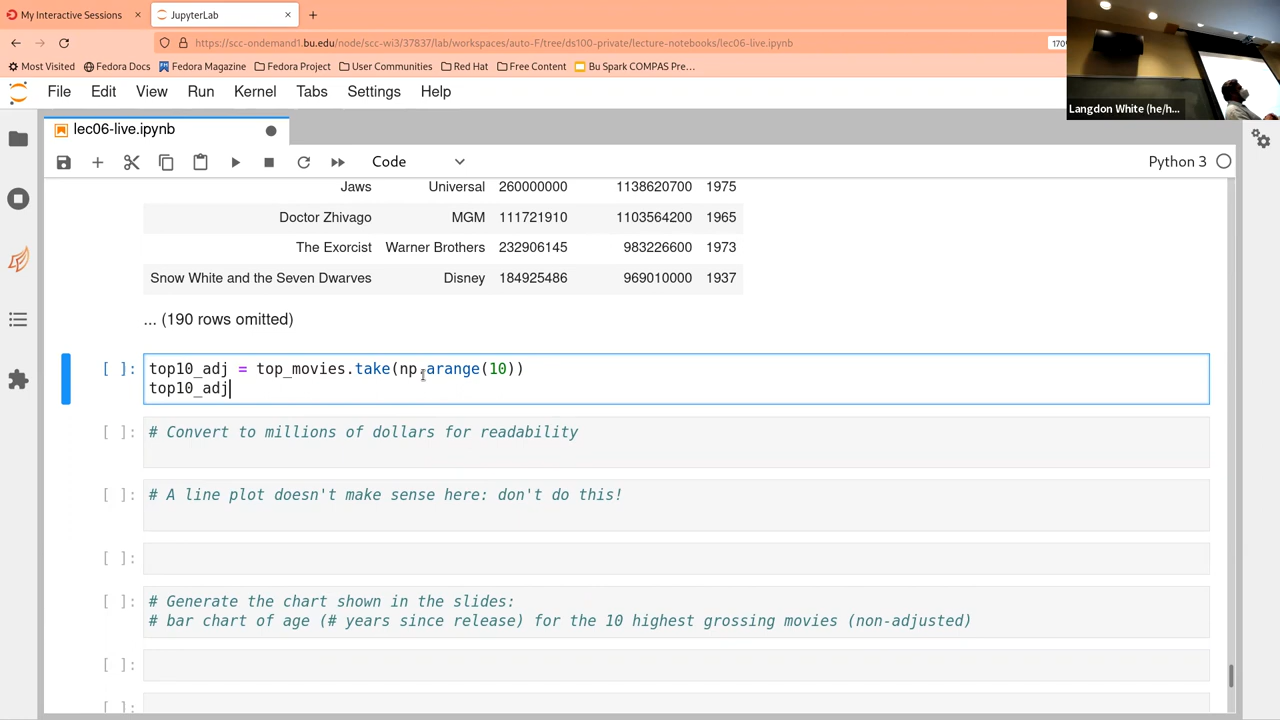 My Interactive Sessions
JupyterLab
https://scc-ondemand1.bu.edu/node/scc-wi3/37837/lab/workspaces/auto-F/tree/ds100-private/lecture-notebooks/lec06-live.ipynb
170%
Most Visited Fedora Docs Fedora Magazine Fedora Project User Communities Red Hat Free Content Bu Spark COMPAS Pre…
Langdon White (he/h...
File Edit View Run Kernel Tabs Settings Help
lec06-live.ipynb
Code
Python 3
Jaws Universal 260000000 1138620700 1975
Doctor Zhivago MGM 111721910 1103564200 1965
The Exorcist Warner Brothers 232906145 983226600 1973
Snow White and the Seven Dwarves Disney 184925486 969010000 1937
... (190 rows omitted)
[ ]: top10_adj = top_movies.take(np.arange(10))
top10_adj
[ ]: # Convert to millions of dollars for readability
[ ]: # A line plot doesn't make sense here: don't do this!
[ ]:
[ ]: # Generate the chart shown in the slides:
# bar chart of age (# years since release) for the 10 highest grossing movies (non-adjusted)
[ ]:
[ ]: